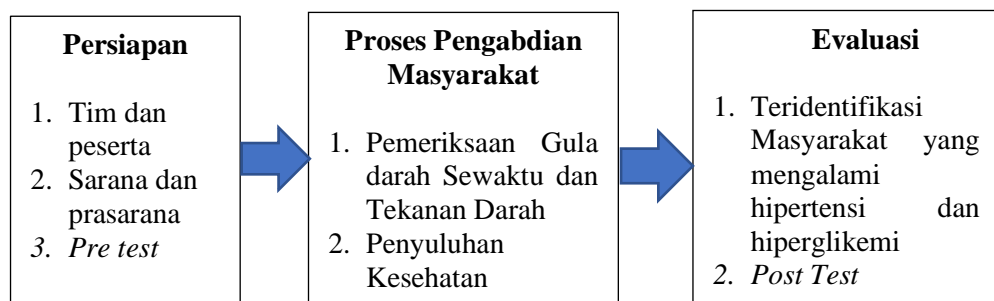 Persiapan
1. Tim dan
peserta
2. Sarana dan
prasarana
3. Pre test
Proses Pengabdian
Masyarakat
1. Pemeriksaan Gula
darah Sewaktu dan
Tekanan Darah
2. Penyuluhan
Kesehatan
Evaluasi
1. Teridentifikasi
Masyarakat yang
mengalami
hipertensi dan
hiperglikemi
2. Post Test